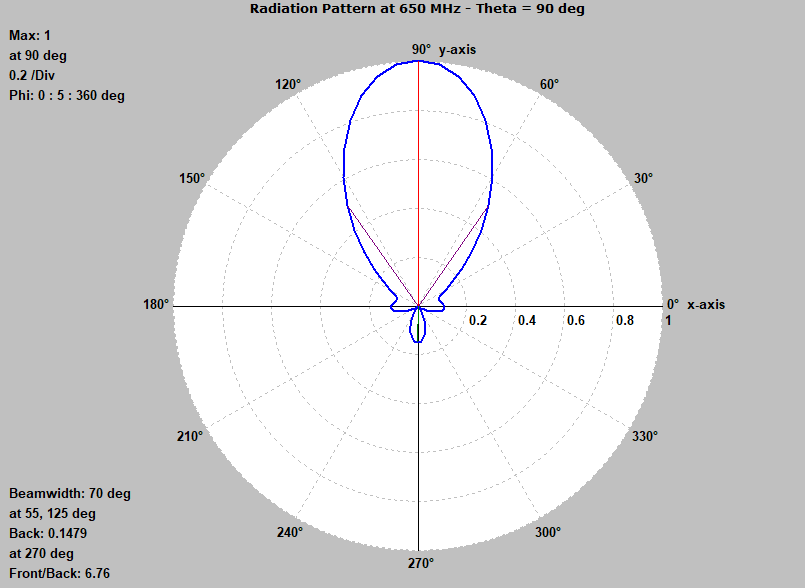 Radiation Pattern at 650 MHz - Theta = 90 deg
Max: 1
at 90 deg
0.2 /Div
Phi: 0 : 5 : 360 deg
90° y-axis
120°
60°
150°
30°
180°
0° x-axis
0.2
0.4
0.6
0.8
1
210°
330°
240°
300°
270°
Beamwidth: 70 deg
at 55, 125 deg
Back: 0.1479
at 270 deg
Front/Back: 6.76